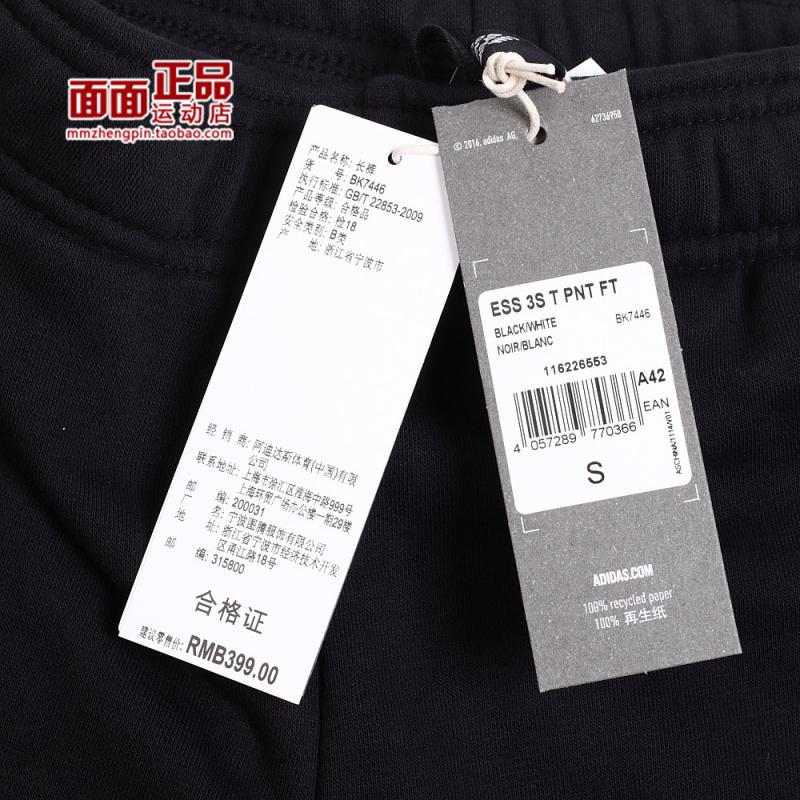 面面正品
运动店
mmzhengpin.taobao.com
产品名称: 长裤
货 号: BK7446
执行标准: GB/T 22853-2009
产品等级: 合格品
检验合格: 检18
安全类别: B类
产 地: 浙江省宁波市
经 销 商: 阿迪达斯体育(中国)有限
公司
联系地址: 上海市徐汇区淮海中路999号
上海环贸广场办公楼一期29楼
邮 编: 200031
厂 名: 宁波图腾服饰有限公司
地 址: 浙江省宁波市经济技术开发
区甬江路18号
邮 编: 315800
合格证
建议零售价: RMB399.00
62736958
© 2016, adidas AG.
ESS 3S T PNT FT
BLACK/WHITE BK7446
NOIR/BLANC
116226553
A42
EAN
4 057289 770366
S
ADIDAS.COM
100% recycled paper
100% 再生纸